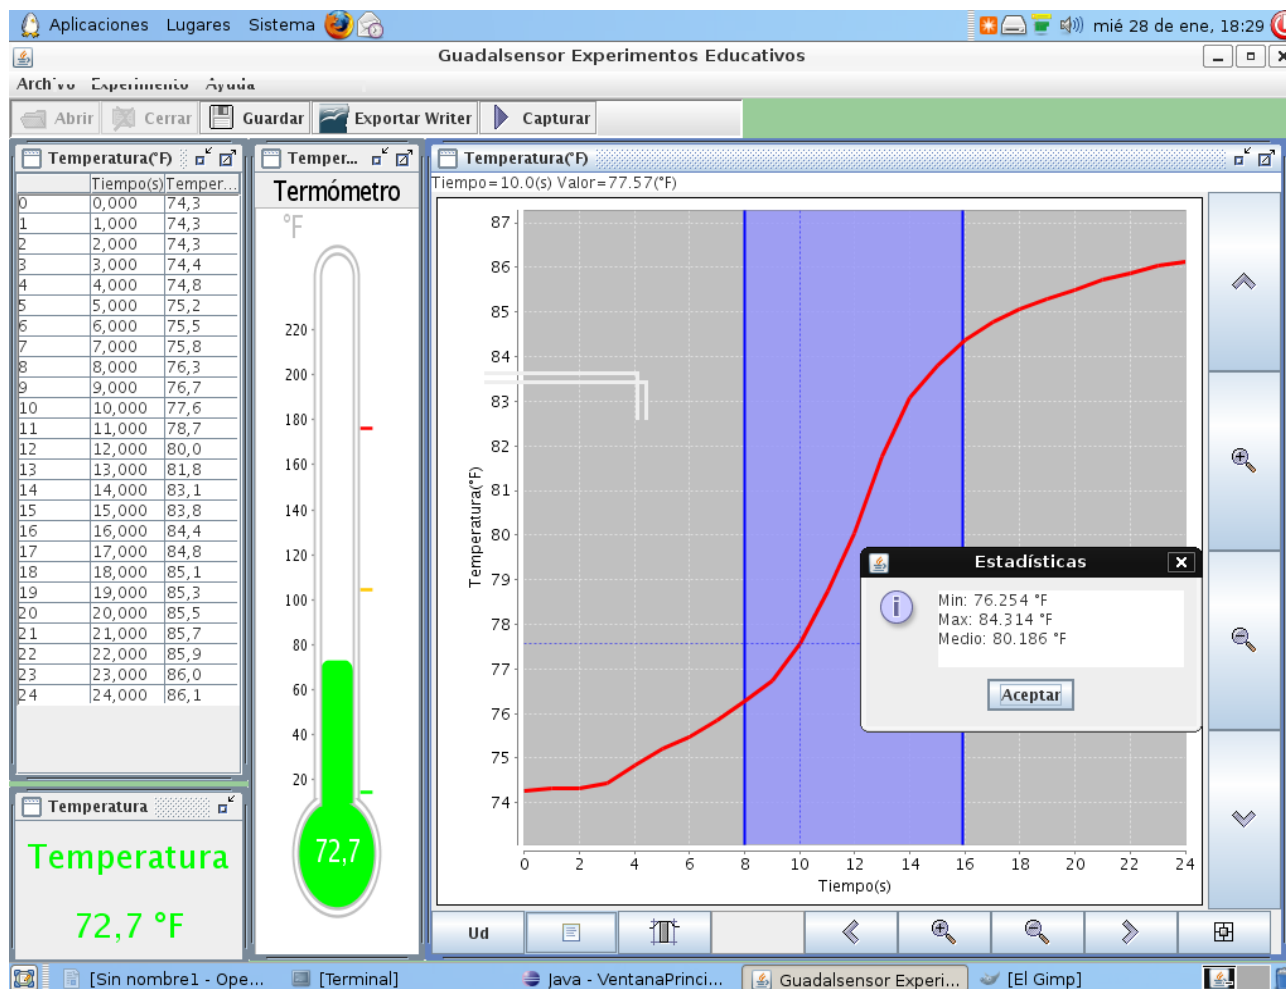 Aplicaciones Lugares Sistema mié 28 de ene, 18:29
Guadalsensor Experimentos Educativos
Archivo Experimento Ayuda
Abrir Cerrar Guardar Exportar Writer Capturar
Temperatura(°F)
Tiempo(s) Temper...
0 0,000 74,3
1 1,000 74,3
2 2,000 74,3
3 3,000 74,4
4 4,000 74,8
5 5,000 75,2
6 6,000 75,5
7 7,000 75,8
8 8,000 76,3
9 9,000 76,7
10 10,000 77,6
11 11,000 78,7
12 12,000 80,0
13 13,000 81,8
14 14,000 83,1
15 15,000 83,8
16 16,000 84,4
17 17,000 84,8
18 18,000 85,1
19 19,000 85,3
20 20,000 85,5
21 21,000 85,7
22 22,000 85,9
23 23,000 86,0
24 24,000 86,1
Temperatura
Temperatura
72,7 °F
Temper...
Termómetro
°F
220
200
180
160
140
120
100
80
60
40
20
72,7
Temperatura(°F)
Tiempo=10.0(s) Valor=77.57(°F)
87
86
85
84
83
82
81
80
79
78
77
76
75
74
Temperatura(°F)
0 2 4 6 8 10 12 14 16 18 20 22 24
Tiempo(s)
Estadísticas
Min: 76.254 °F
Max: 84.314 °F
Medio: 80.186 °F
Aceptar
Ud
[Sin nombre1 - Ope... [Terminal] Java - VentanaPrinci... Guadalsensor Experi... [El Gimp]